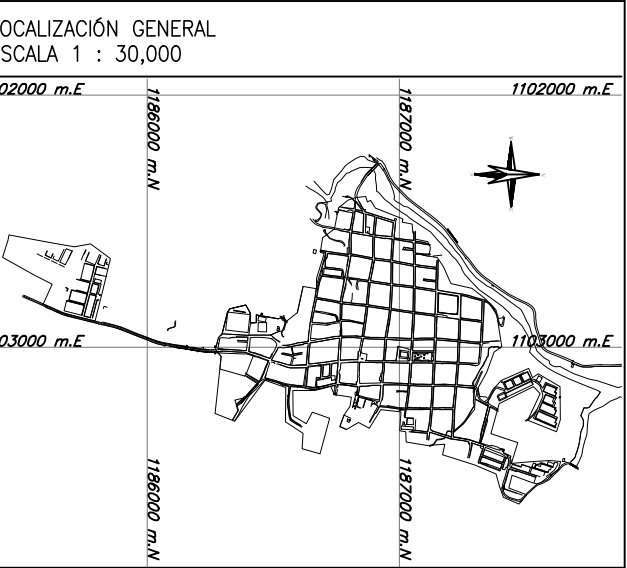 OCALIZACIÓN GENERAL
SCALA 1 : 30,000
02000 m.E
1186000 m.N
1187000 m.N
1102000 m.E
03000 m.E
1103000 m.E
1186000 m.N
1187000 m.N